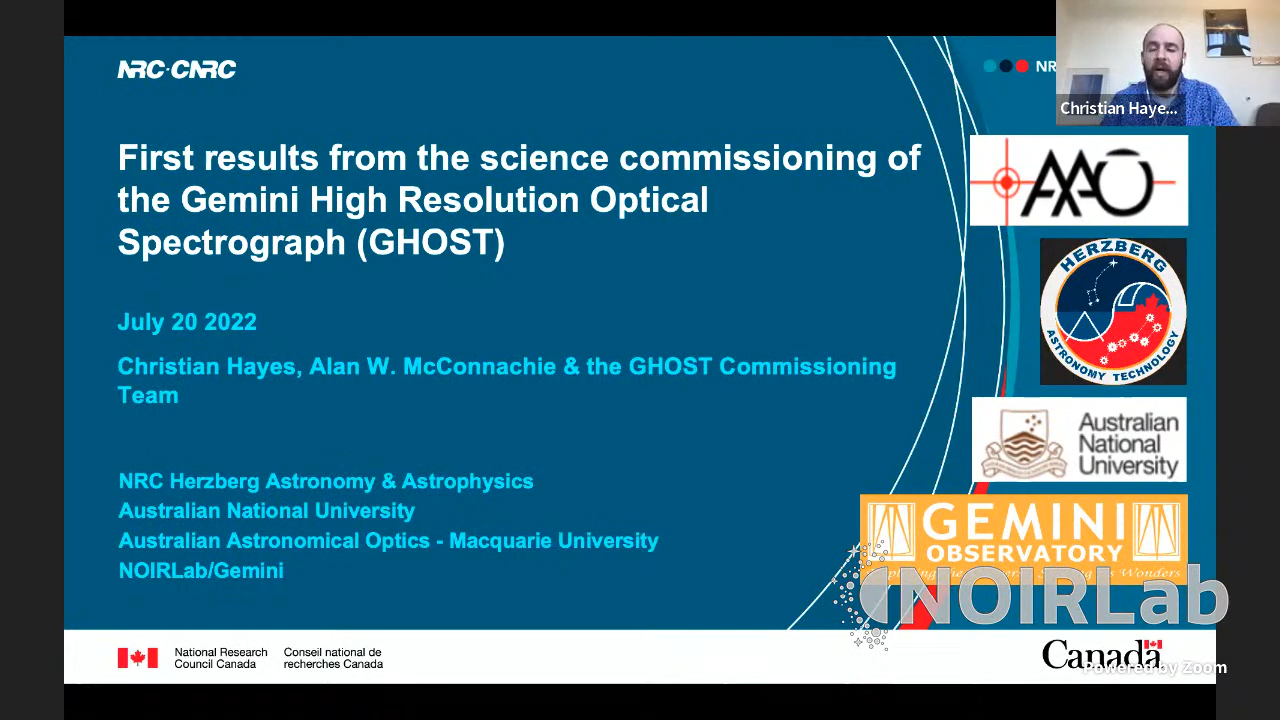 NRC·CNRC
NR
Christian Haye...
First results from the science commissioning of
the Gemini High Resolution Optical
Spectrograph (GHOST)
July 20 2022
Christian Hayes, Alan W. McConnachie & the GHOST Commissioning
Team
NRC Herzberg Astronomy & Astrophysics
Australian National University
Australian Astronomical Optics - Macquarie University
NOIRLab/Gemini
AAO
HERZBERG
ASTRONOMY TECHNOLOGY
Australian
National
University
GEMINI
OBSERVATORY
Wonders
NOIRLab
National Research
Council Canada
Conseil national de
recherches Canada
Canada
Powered by Zoom